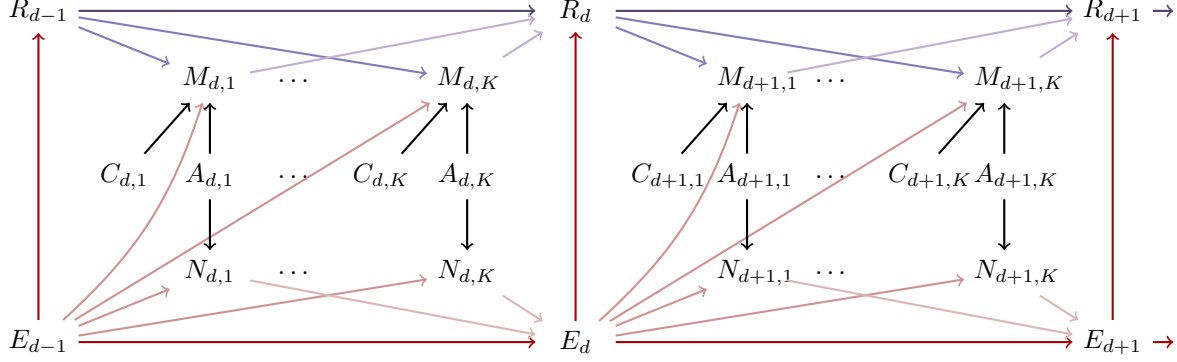 R_{d−1} R_d R_{d+1}
M_{d,1} ⋯ M_{d,K} M_{d+1,1} ⋯ M_{d+1,K}
C_{d,1} A_{d,1} ⋯ C_{d,K} A_{d,K} C_{d+1,1} A_{d+1,1} ⋯ C_{d+1,K} A_{d+1,K}
N_{d,1} ⋯ N_{d,K} N_{d+1,1} ⋯ N_{d+1,K}
E_{d−1} E_d E_{d+1}